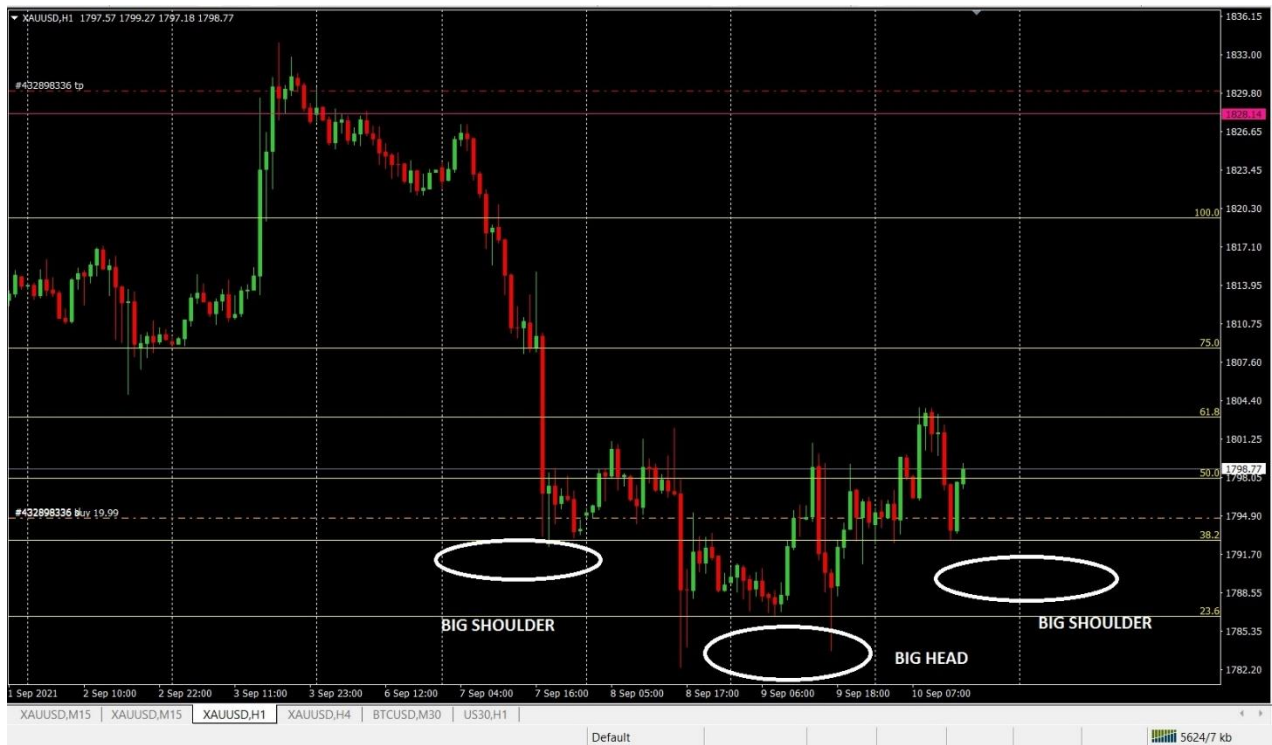 XAUUSD,H1 1797.57 1799.27 1797.18 1798.77
1836.15
1833.00
#432898336 tp
1829.80
1828.14
1826.65
1823.45
1820.30
100.0
1817.10
1813.95
1810.75
75.0
1807.60
1804.40
61.8
1801.25
1798.77
50.0
1798.05
#432898336 buy 19.99
1794.90
38.2
1791.70
1788.55
23.6
BIG SHOULDER
BIG SHOULDER
1785.35
BIG HEAD
1782.20
1 Sep 2021 2 Sep 10:00 2 Sep 22:00 3 Sep 11:00 3 Sep 23:00 6 Sep 12:00 7 Sep 04:00 7 Sep 16:00 8 Sep 05:00 8 Sep 17:00 9 Sep 06:00 9 Sep 18:00 10 Sep 07:00
XAUUSD,M15 XAUUSD,M15 XAUUSD,H1 XAUUSD,H4 BTCUSD,M30 US30,H1
Default 5624/7 kb